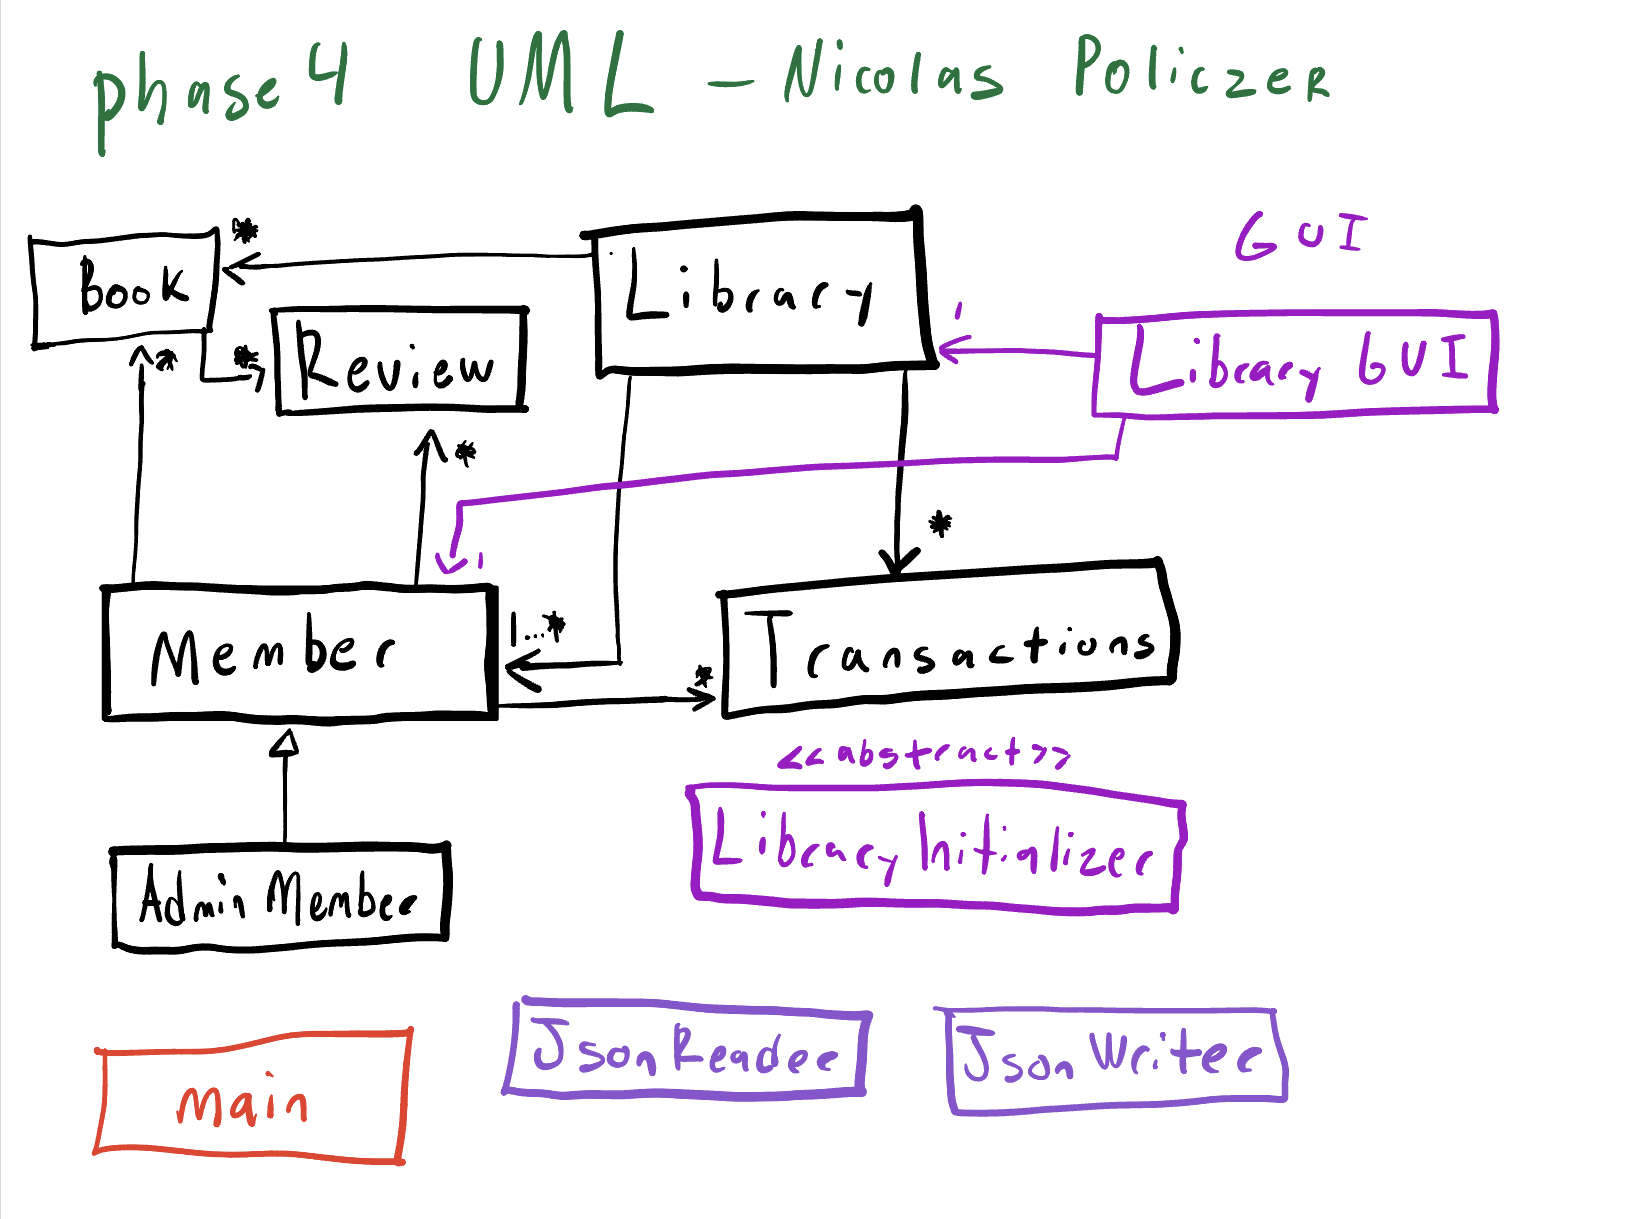 phase 4 UML - Nicolas Policzer
*
GUI
Book
Library
1
* *
Review
Library GUI
*
*
1
1...*
Member
*
Transactions
<<abstract>>
Library Initializer
Admin Member
Json Reader
Json Writer
main